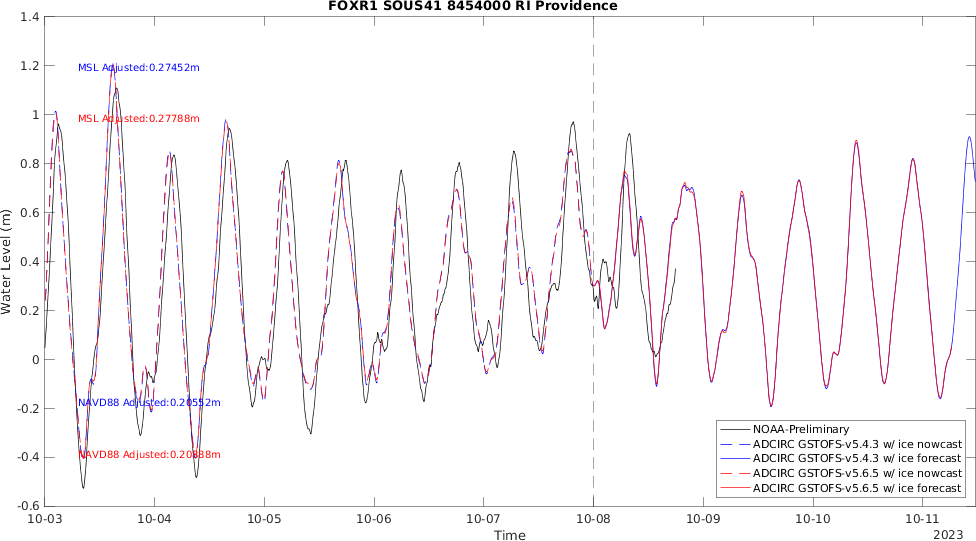 FOXR1 SOUS41 8454000 RI Providence
1.4
1.2
1
0.8
0.6
0.4
0.2
0
-0.2
-0.4
-0.6
Water Level (m)
MSL Adjusted:0.27452m
MSL Adjusted:0.27788m
NAVD88 Adjusted:0.20552m
NAVD88 Adjusted:0.20888m
NOAA-Preliminary
ADCIRC GSTOFS-v5.4.3 w/ ice nowcast
ADCIRC GSTOFS-v5.4.3 w/ ice forecast
ADCIRC GSTOFS-v5.6.5 w/ ice nowcast
ADCIRC GSTOFS-v5.6.5 w/ ice forecast
10-03 10-04 10-05 10-06 10-07 10-08 10-09 10-10 10-11
Time
2023